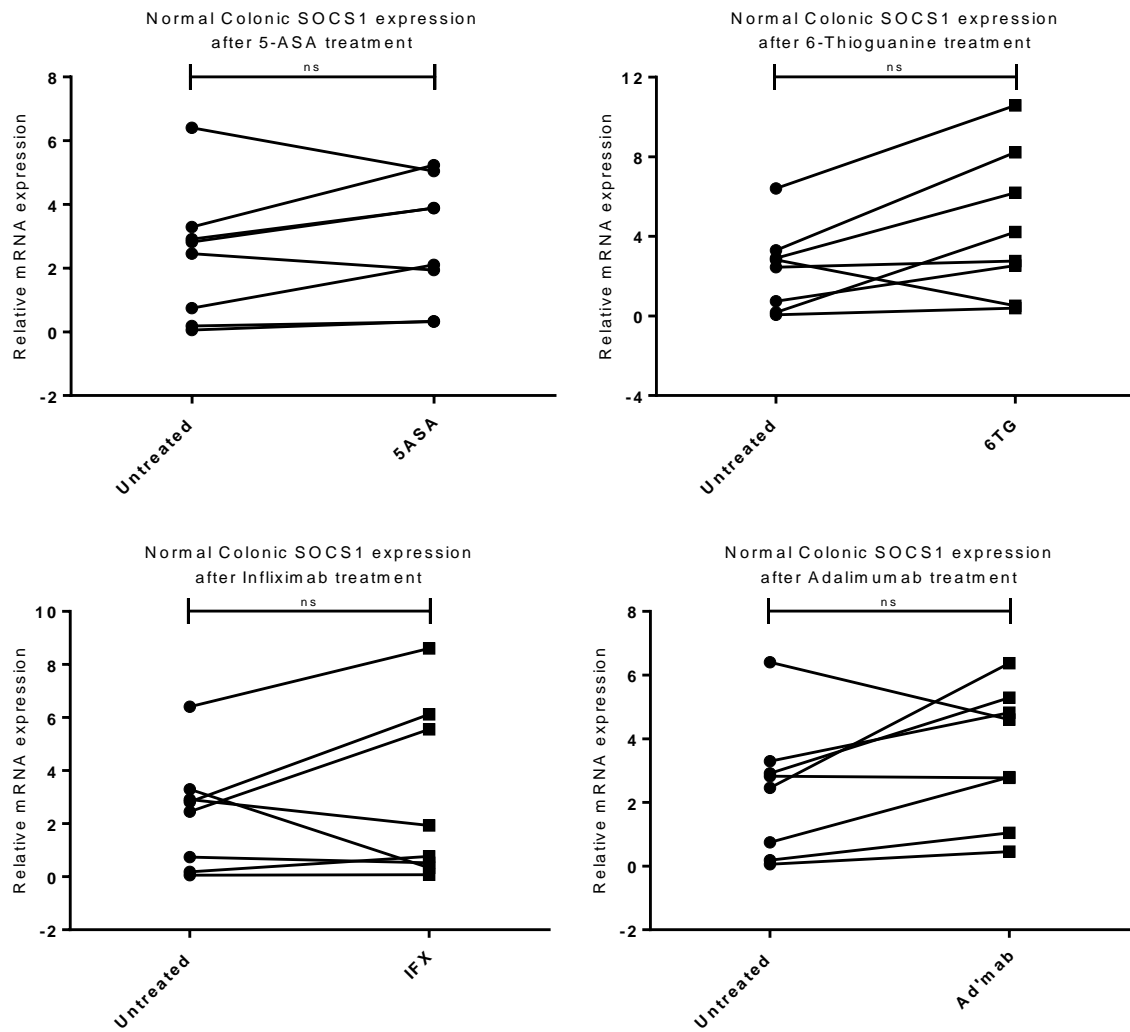 Normal Colonic SOCS1 expression
after 5-ASA treatment
ns
8
6
4
2
0
-2
Relative mRNA expression
Untreated
5ASA
Normal Colonic SOCS1 expression
after 6-Thioguanine treatment
ns
12
8
4
0
-4
Relative mRNA expression
Untreated
6TG
Normal Colonic SOCS1 expression
after Infliximab treatment
ns
10
8
6
4
2
0
-2
Relative mRNA expression
Untreated
IFX
Normal Colonic SOCS1 expression
after Adalimumab treatment
ns
8
6
4
2
0
-2
Relative mRNA expression
Untreated
Ad'mab